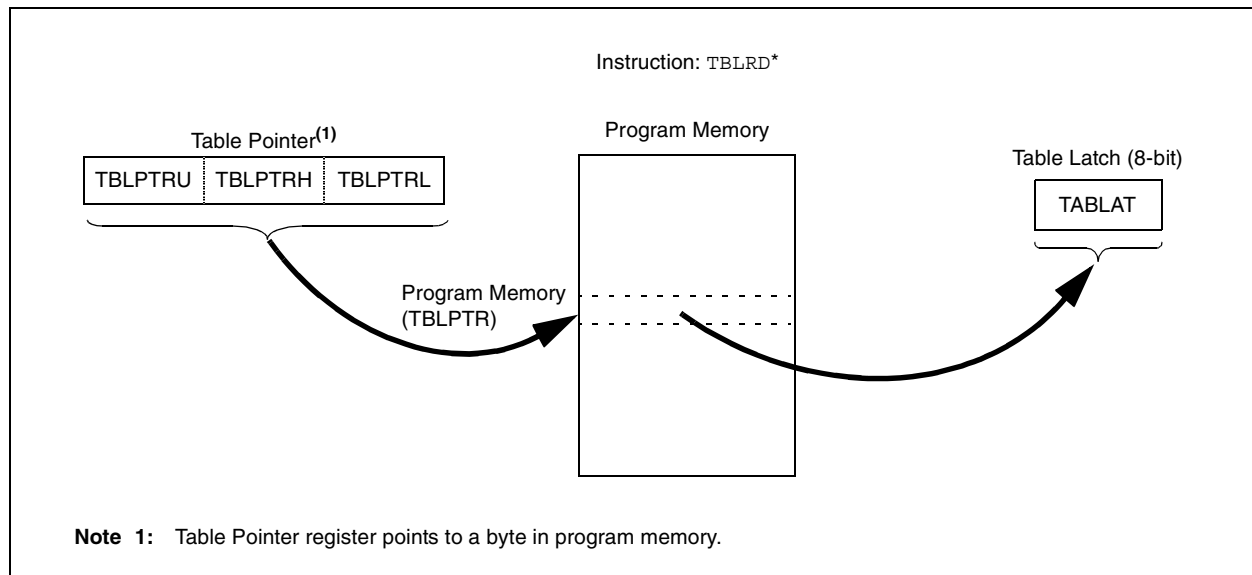 Instruction: TBLRD*
Table Pointer(1)
Program Memory
Table Latch (8-bit)
TBLPTRU TBLPTRH TBLPTRL
TABLAT
Program Memory
(TBLPTR)
Note 1: Table Pointer register points to a byte in program memory.